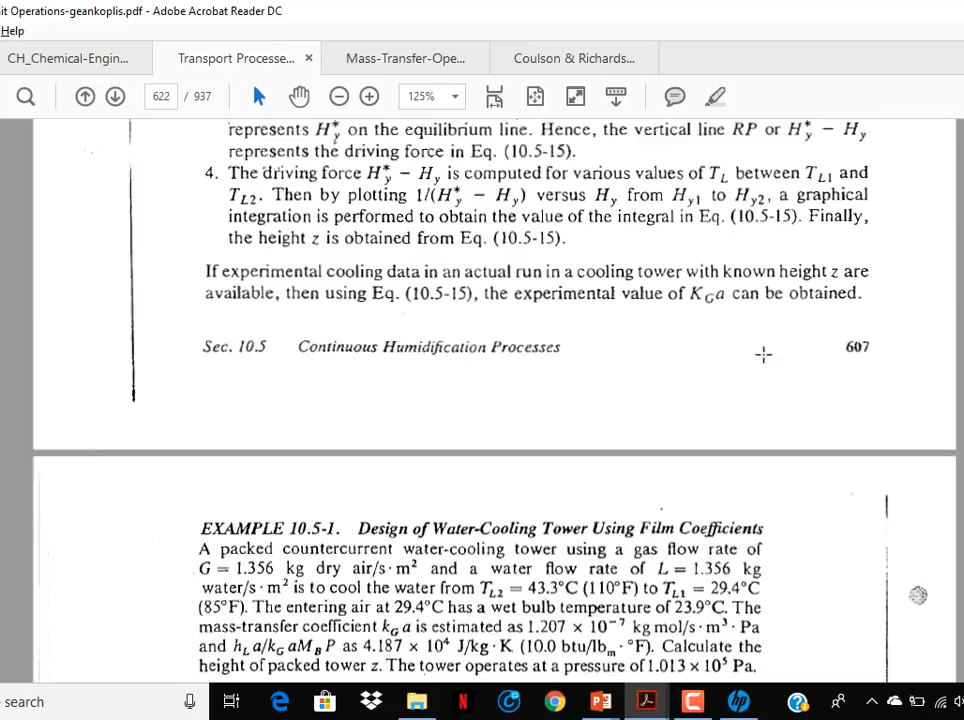 it Operations-geankoplis.pdf - Adobe Acrobat Reader DC
Help
CH_Chemical-Engin...
Transport Processe... ×
Mass-Transfer-Ope...
Coulson & Richards...
622 / 937
125%
represents H*y on the equilibrium line. Hence, the vertical line RP or H*y − Hy
represents the driving force in Eq. (10.5-15).
4. The driving force H*y − Hy is computed for various values of TL between TL1 and
TL2. Then by plotting 1/(H*y − Hy) versus Hy from Hy1 to Hy2, a graphical
integration is performed to obtain the value of the integral in Eq. (10.5-15). Finally,
the height z is obtained from Eq. (10.5-15).
If experimental cooling data in an actual run in a cooling tower with known height z are
available, then using Eq. (10.5-15), the experimental value of KGa can be obtained.
Sec. 10.5 Continuous Humidification Processes 607
EXAMPLE 10.5-1. Design of Water-Cooling Tower Using Film Coefficients
A packed countercurrent water-cooling tower using a gas flow rate of
G = 1.356 kg dry air/s·m² and a water flow rate of L = 1.356 kg
water/s·m² is to cool the water from TL2 = 43.3°C (110°F) to TL1 = 29.4°C
(85°F). The entering air at 29.4°C has a wet bulb temperature of 23.9°C. The
mass-transfer coefficient kG a is estimated as 1.207 × 10⁻⁷ kg mol/s·m³·Pa
and hLa/kG aMB P as 4.187 × 10⁴ J/kg·K (10.0 btu/lbm·°F). Calculate the
height of packed tower z. The tower operates at a pressure of 1.013 × 10⁵ Pa.
search